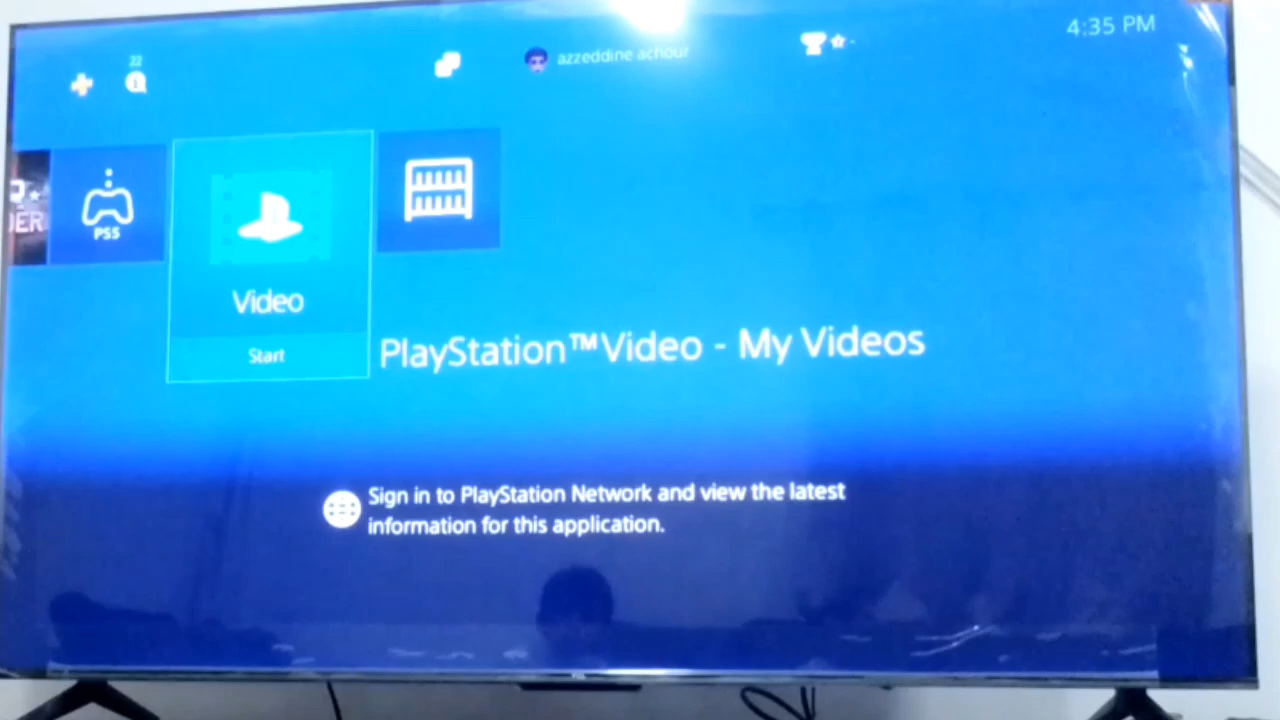 4:35 PM
22
azzeddine achour
PS5
Video
Start
PlayStation™Video - My Videos
Sign in to PlayStation Network and view the latest
information for this application.